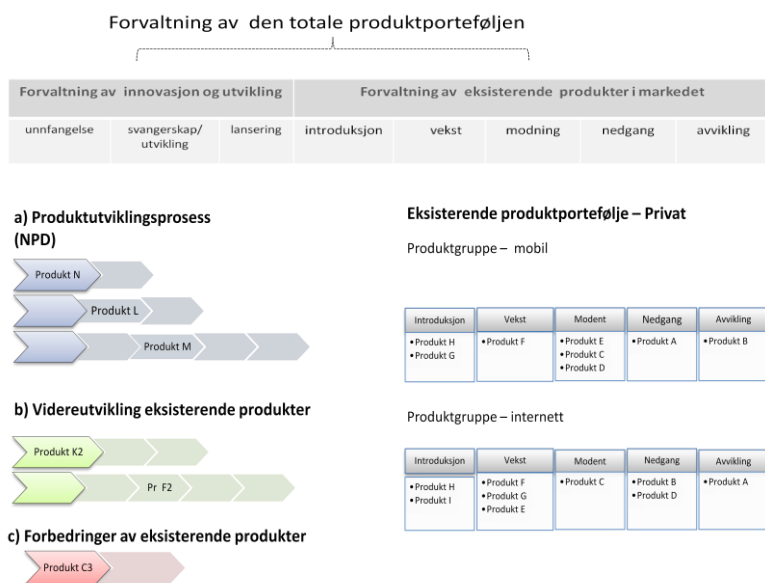 Forvaltning av den totale produktporteføljen
Forvaltning av innovasjon og utvikling
Forvaltning av eksisterende produkter i markedet
unnfangelse
svangerskap/
utvikling
lansering
introduksjon
vekst
modning
nedgang
avvikling
a) Produktutviklingsprosess
(NPD)
Produkt N
Produkt L
Produkt M
b) Videreutvikling eksisterende produkter
Produkt K2
Pr F2
c) Forbedringer av eksisterende produkter
Produkt C3
Eksisterende produktportefølje – Privat
Produktgruppe – mobil
Introduksjon
•Produkt H
•Produkt G
Vekst
•Produkt F
Modent
•Produkt E
•Produkt C
•Produkt D
Nedgang
•Produkt A
Avvikling
•Produkt B
Produktgruppe – internett
Introduksjon
•Produkt H
•Produkt I
Vekst
•Produkt F
•Produkt G
•Produkt E
Modent
•Produkt C
Nedgang
•Produkt B
•Produkt D
Avvikling
•Produkt A